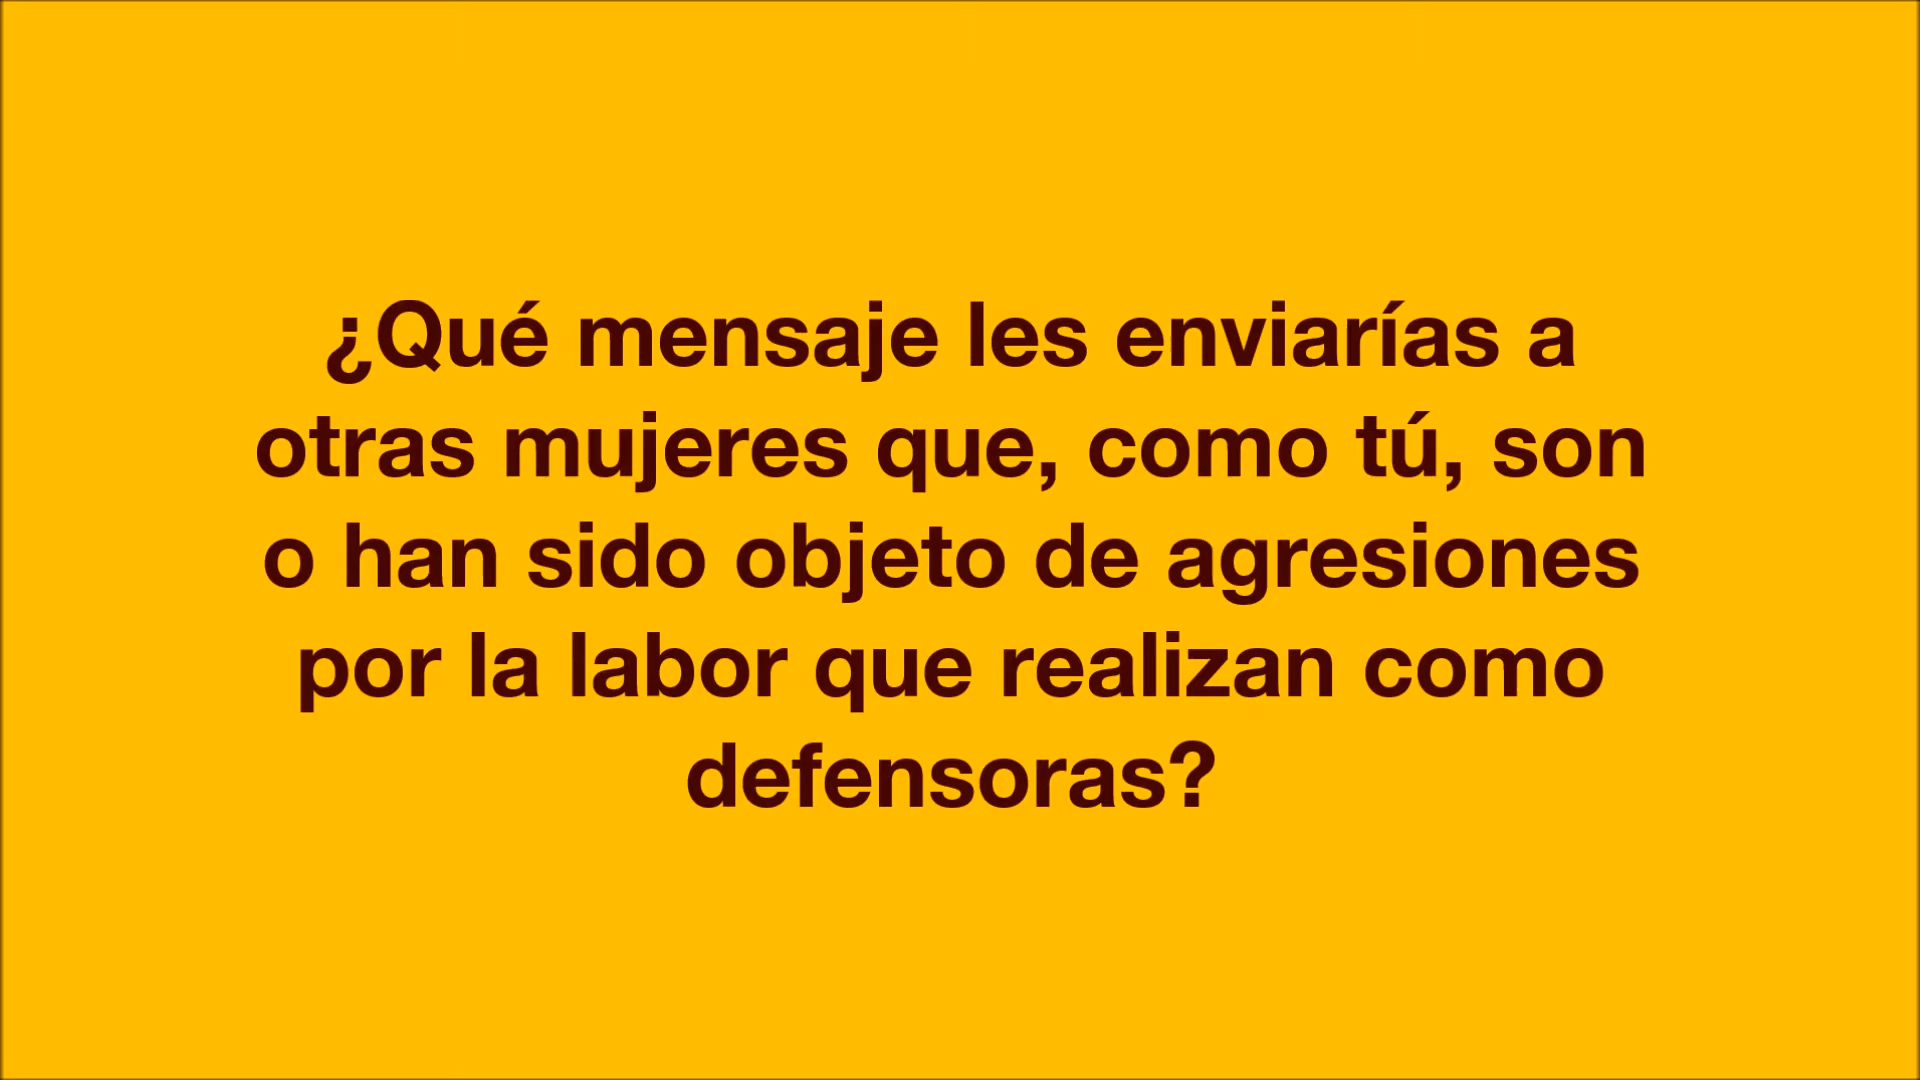 ¿Qué mensaje les enviarías a
otras mujeres que, como tú, son
o han sido objeto de agresiones
por la labor que realizan como
defensoras?